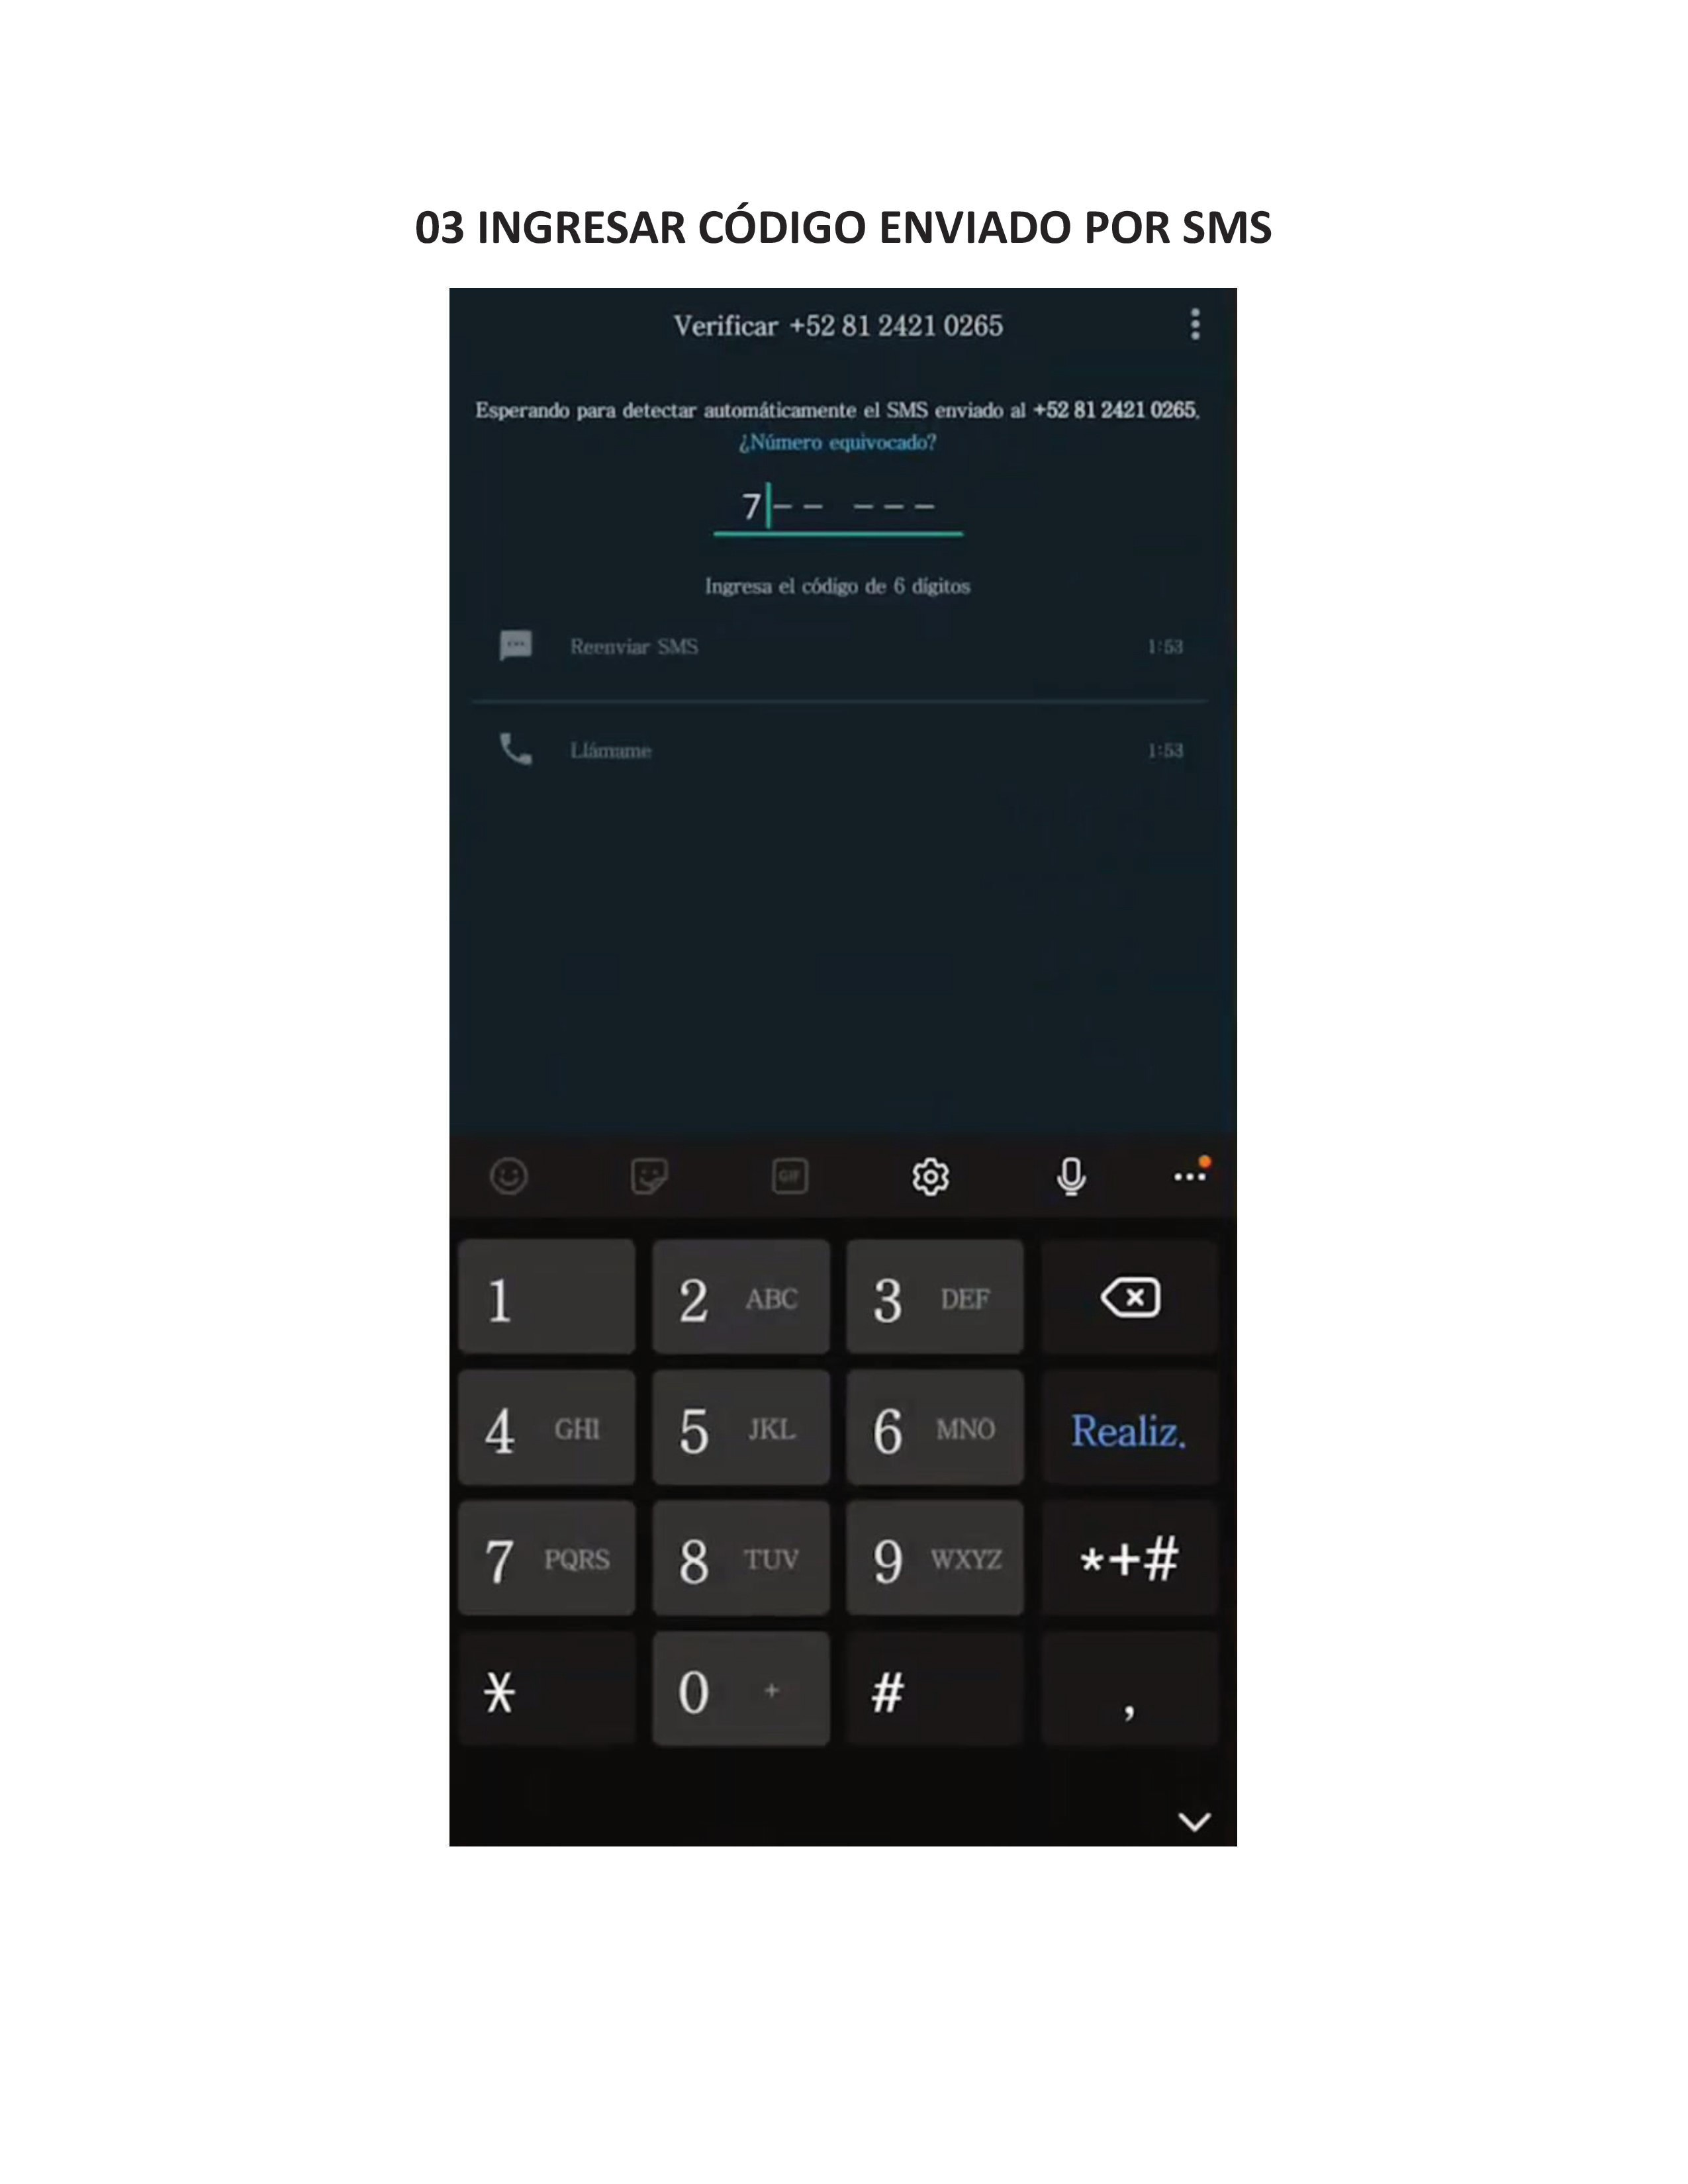 03 INGRESAR CÓDIGO ENVIADO POR SMS
Verificar +52 81 2421 0265
Esperando para detectar automáticamente el SMS enviado al +52 81 2421 0265.
¿Número equivocado?
7-- ---
Ingresa el código de 6 dígitos
Reenviar SMS 1:53
Llámame 1:53
GIF
1 2 ABC 3 DEF
4 GHI 5 JKL 6 MNO Realiz.
7 PQRS 8 TUV 9 WXYZ *+#
* 0 + # ,